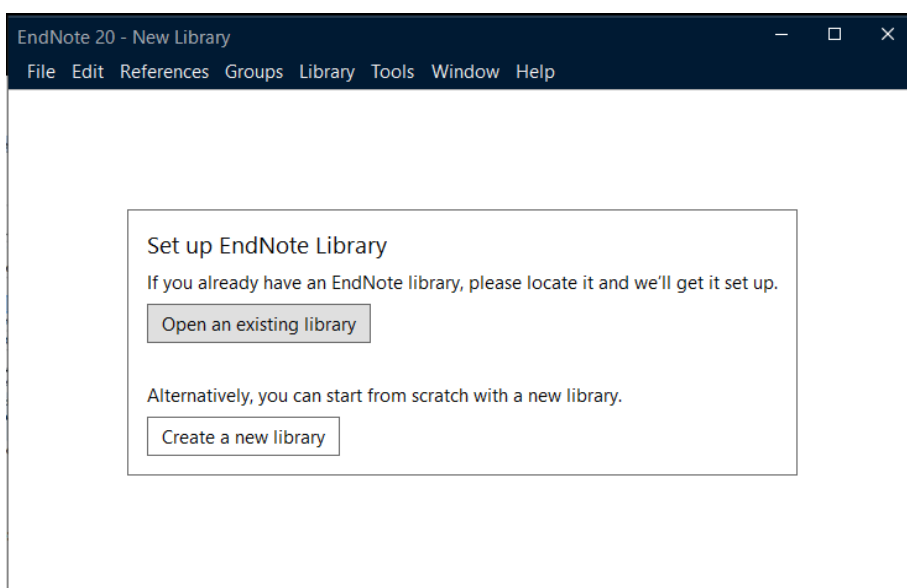 EndNote 20 - New Library
File Edit References Groups Library Tools Window Help
Set up EndNote Library
If you already have an EndNote library, please locate it and we'll get it set up.
Open an existing library
Alternatively, you can start from scratch with a new library.
Create a new library